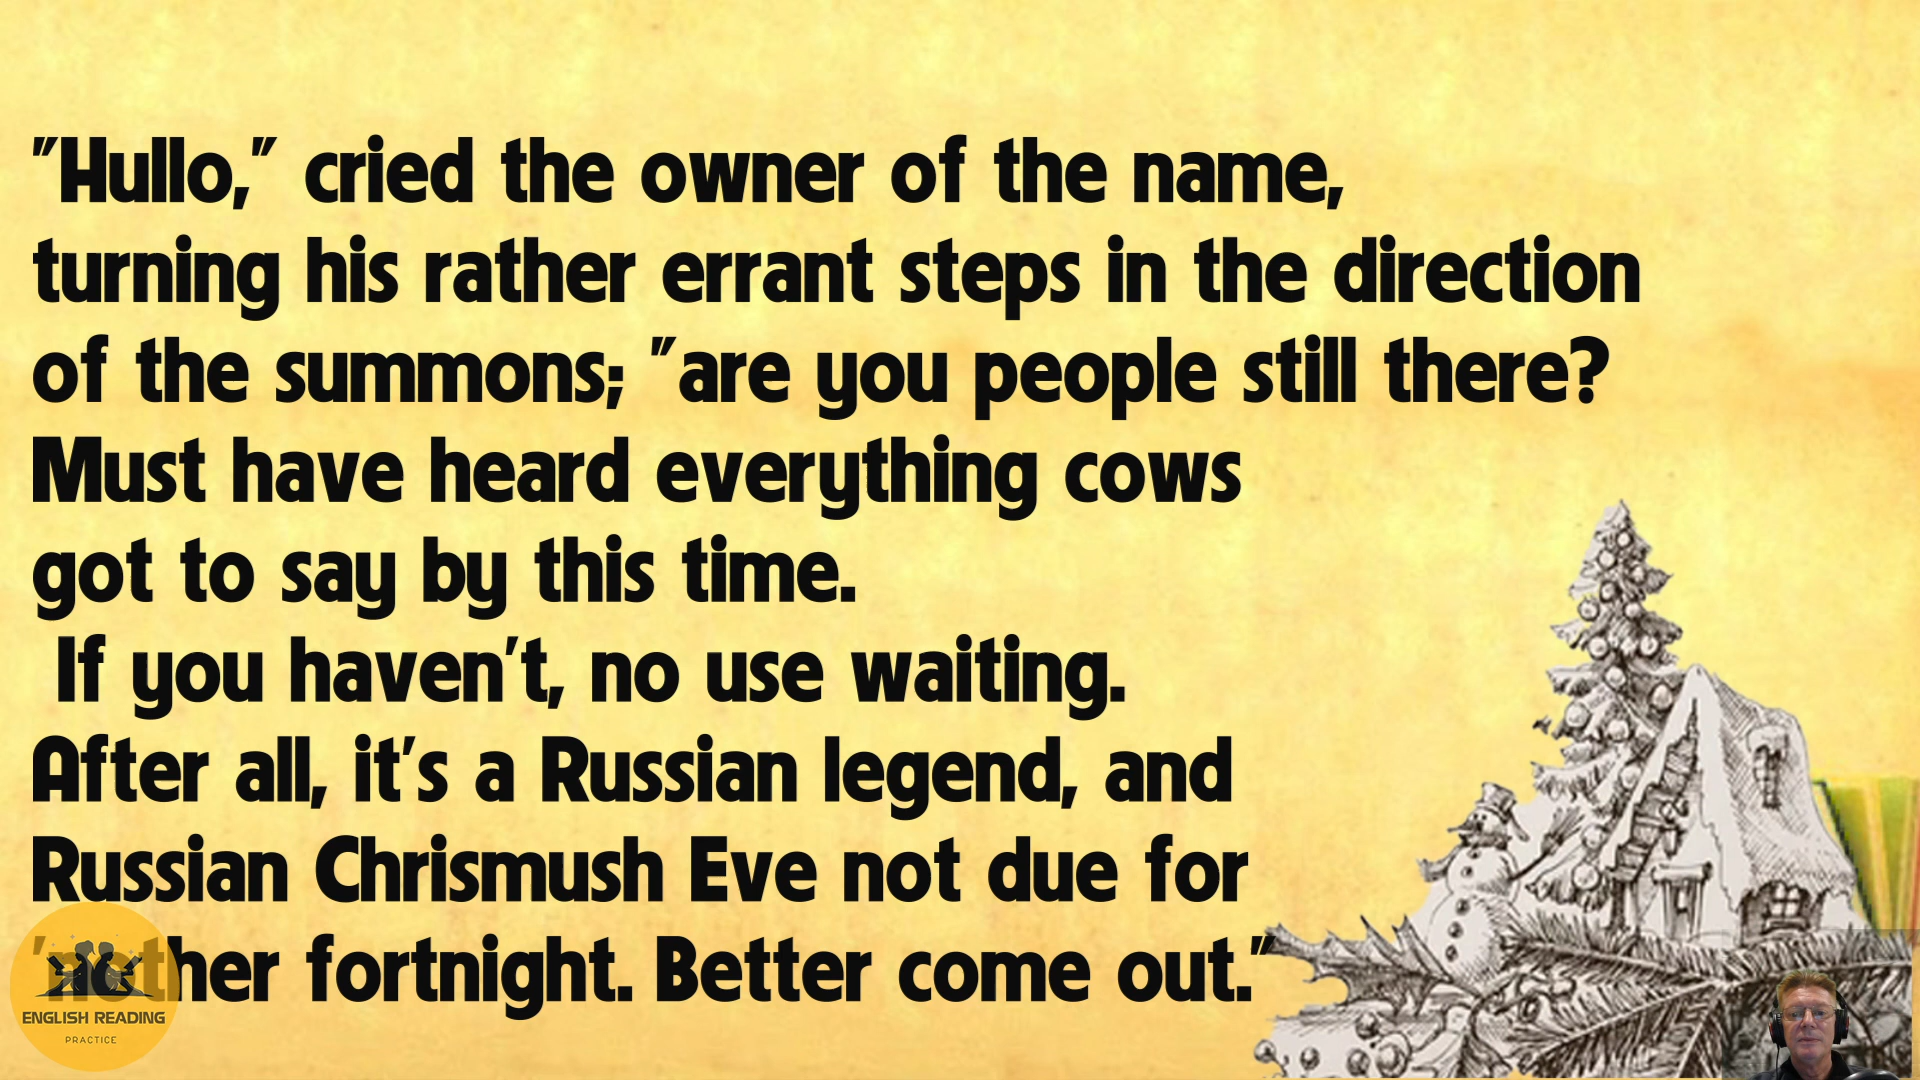 "Hullo," cried the owner of the name,
turning his rather errant steps in the direction
of the summons; "are you people still there?
Must have heard everything cows
got to say by this time.
If you haven't, no use waiting.
After all, it's a Russian legend, and
Russian Chrismush Eve not due for
'nother fortnight. Better come out."
ENGLISH READING
PRACTICE